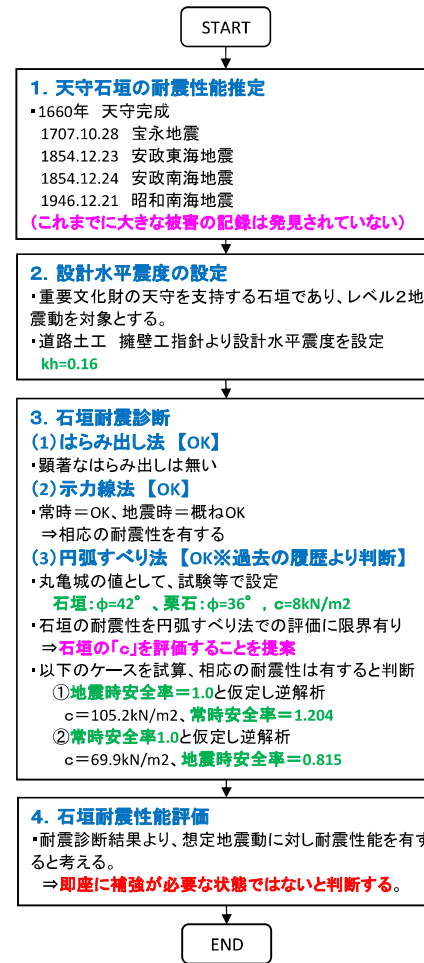 START
1．天守石垣の耐震性能推定
・1660年　天守完成
1707.10.28　宝永地震
1854.12.23　安政東海地震
1854.12.24　安政南海地震
1946.12.21　昭和南海地震
（これまでに大きな被害の記録は発見されていない）
2．設計水平震度の設定
・重要文化財の天守を支持する石垣であり、レベル２地
震動を対象とする。
・道路土工　擁壁工指針より設計水平震度を設定
kh=0.16
3．石垣耐震診断
（1）はらみ出し法　【OK】
・顕著なはらみ出しは無い
（2）示力線法　【OK】
・常時＝OK、地震時＝概ねOK
⇒相応の耐震性を有する
（3）円弧すべり法　【OK※過去の履歴より判断】
・丸亀城の値として、試験等で設定
石垣：φ=42°、栗石：φ=36°，c=8kN/m2
・石垣の耐震性を円弧すべり法での評価に限界有り
⇒石垣の「ｃ」を評価することを提案
・以下のケースを試算、相応の耐震性は有すると判断
①地震時安全率＝1.0と仮定し逆解析
ｃ＝105.2kN/m2、常時安全率＝1.204
②常時安全率1.0と仮定し逆解析
ｃ＝69.9kN/m2、地震時安全率＝0.815
4．石垣耐震性能評価
・耐震診断結果より、想定地震動に対し耐震性能を有す
ると考える。
⇒即座に補強が必要な状態ではないと判断する。
END